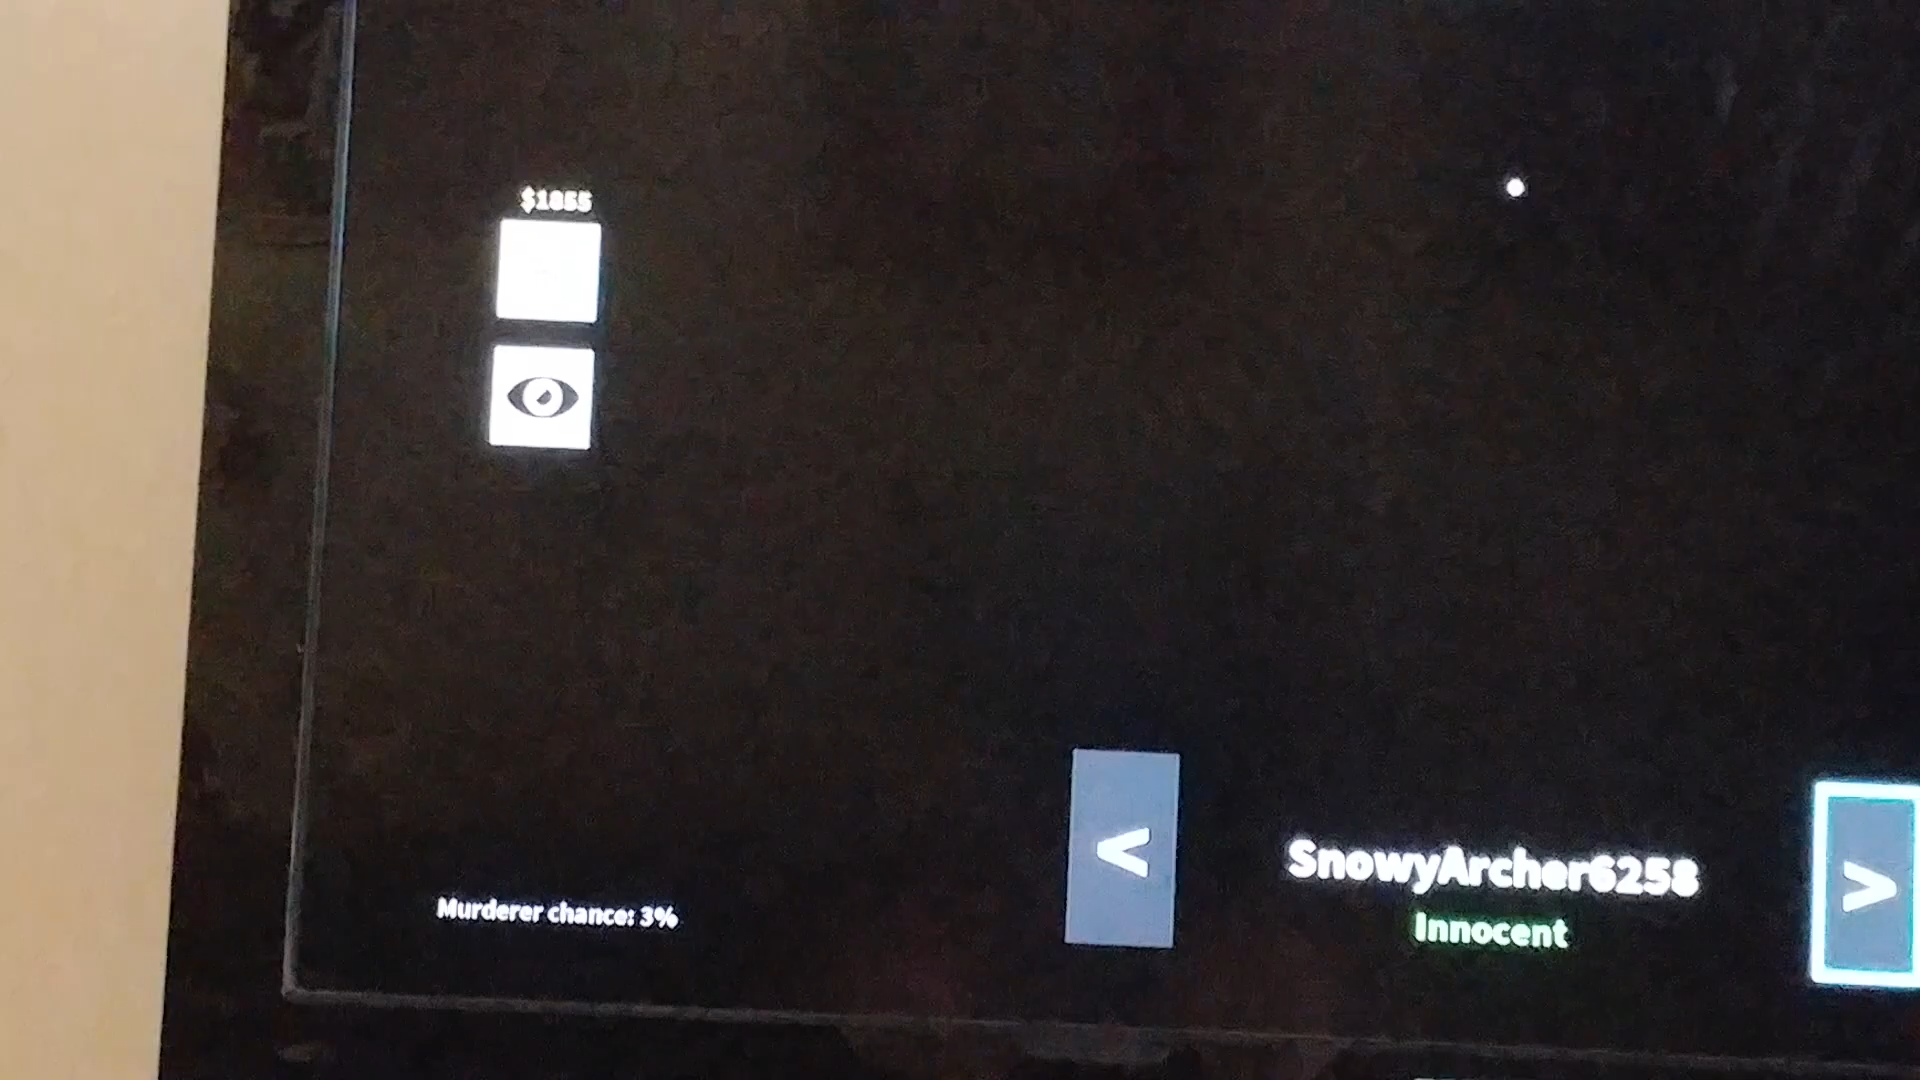 $1855
<
SnowyArcher6258
>
Innocent
Murderer chance: 3%